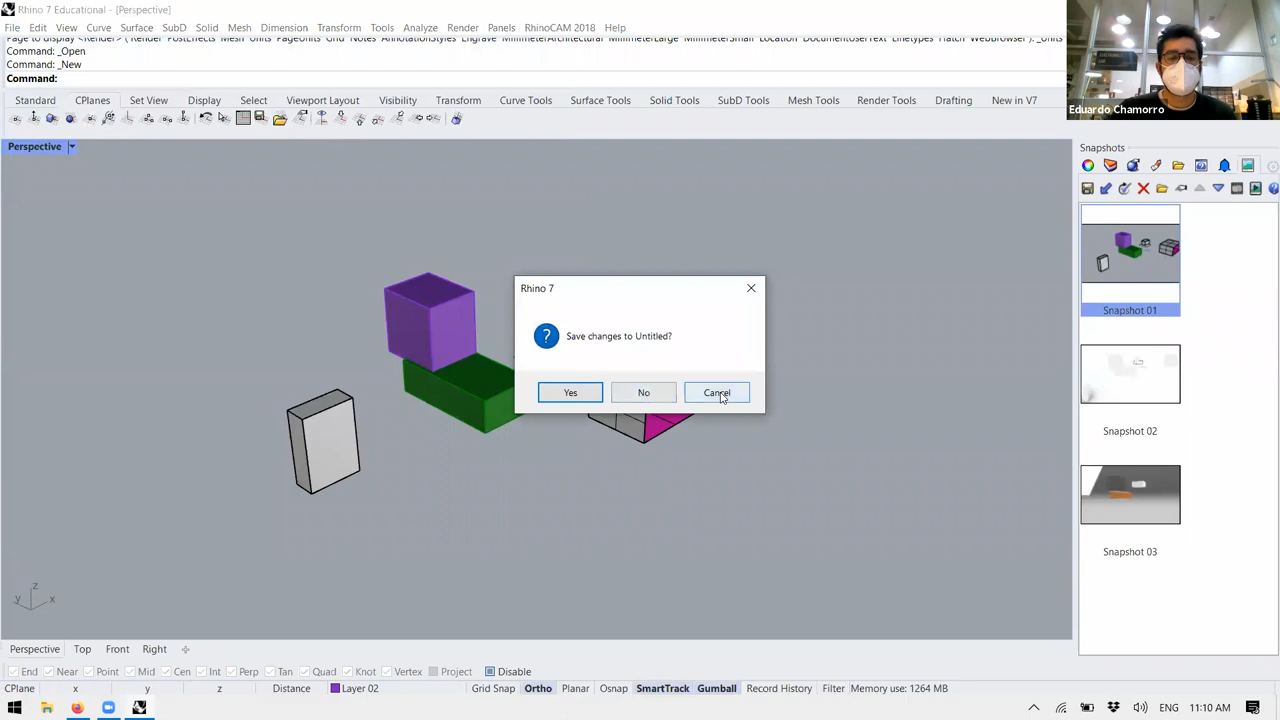 Rhino 7 Educational - [Perspective]
File Edit View Curve Surface SubD Solid Mesh Dimension Transform Tools Analyze Render Panels RhinoCAM 2018 Help
Command: _Open
Command: _New
Command:
Standard CPlanes Set View Display Select Viewport Layout Visibility Transform Curve Tools Surface Tools Solid Tools SubD Tools Mesh Tools Render Tools Drafting New in V7
Eduardo Chamorro
Perspective
Snapshots
Rhino 7
Save changes to Untitled?
Yes No Cancel
Snapshot 01
Snapshot 02
Snapshot 03
z
y x
Perspective Top Front Right
End Near Point Mid Cen Int Perp Tan Quad Knot Vertex Project Disable
CPlane x y z Distance Layer 02 Grid Snap Ortho Planar Osnap SmartTrack Gumball Record History Filter Memory use: 1264 MB
ENG 11:10 AM